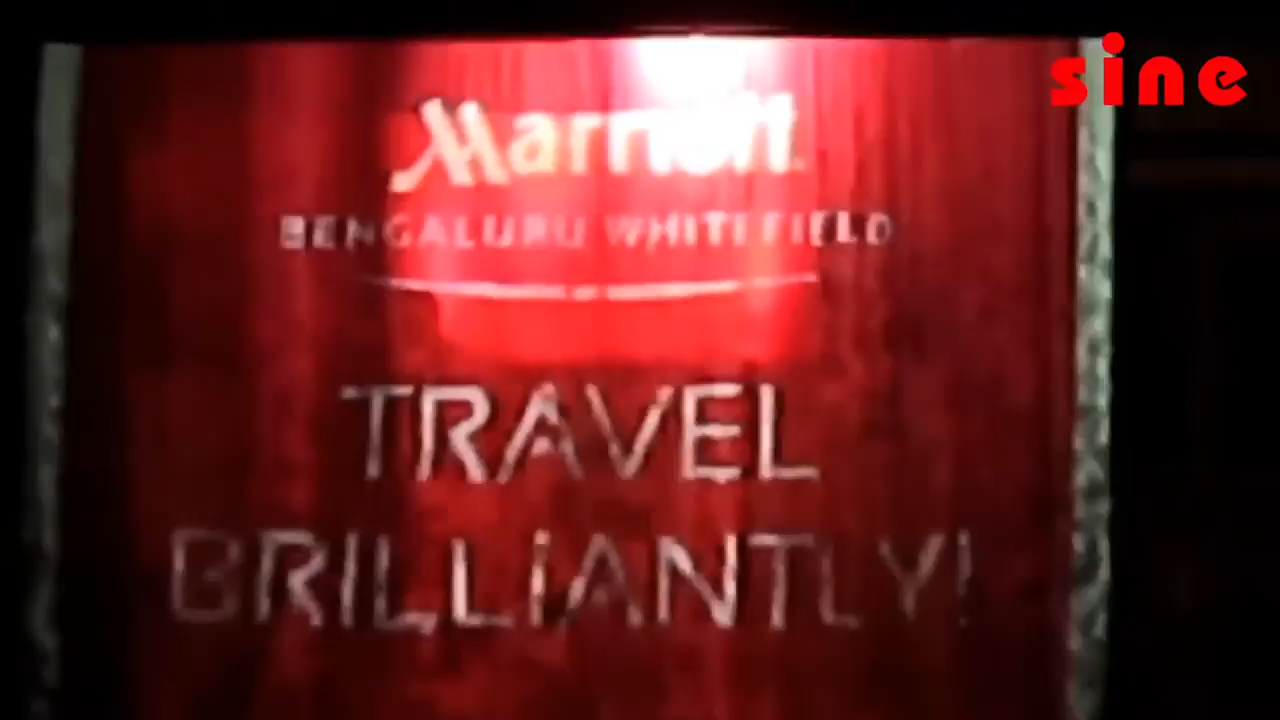 sine
Marriott
BENGALURU WHITEFIELD
TRAVEL
BRILLIANTLY!